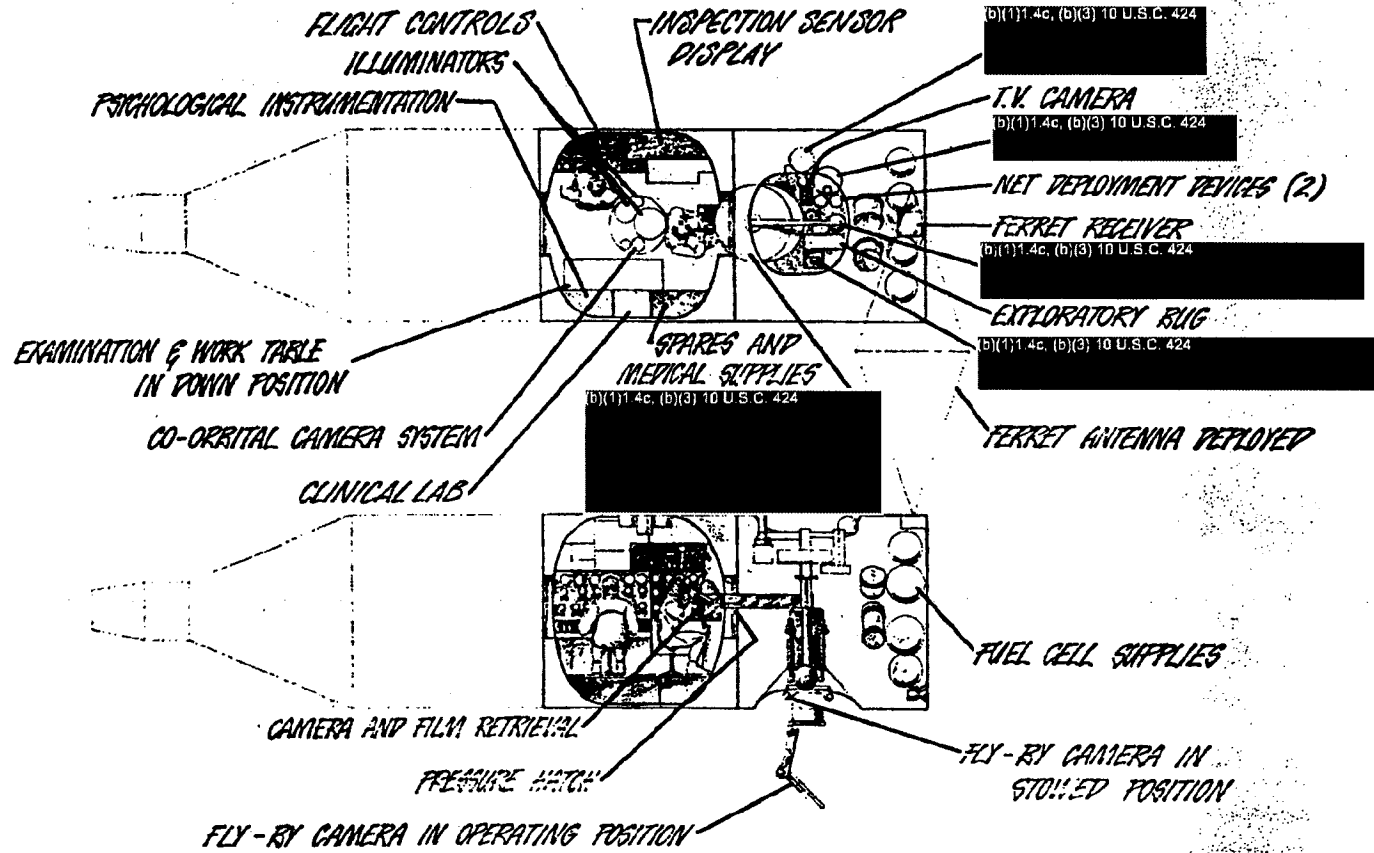 FLIGHT CONTROLS
ILLUMINATORS
PSYCHOLOGICAL INSTRUMENTATION
INSPECTION SENSOR
DISPLAY
(b)(1)1.4c, (b)(3) 10 U.S.C. 424
T.V. CAMERA
(b)(1)1.4c, (b)(3) 10 U.S.C. 424
NET DEPLOYMENT DEVICES (2)
FERRET RECEIVER
(b)(1)1.4c, (b)(3) 10 U.S.C. 424
EXPLORATORY BUG
(b)(1)1.4c, (b)(3) 10 U.S.C. 424
FERRET ANTENNA DEPLOYED
EXAMINATION & WORK TABLE
IN DOWN POSITION
SPARES AND
MEDICAL SUPPLIES
(b)(1)1.4c, (b)(3) 10 U.S.C. 424
CO-ORBITAL CAMERA SYSTEM
CLINICAL LAB
FUEL CELL SUPPLIES
CAMERA AND FILM RETRIEVAL
PRESSURE HATCH
FLY-BY CAMERA IN OPERATING POSITION
FLY-BY CAMERA IN
STOWED POSITION